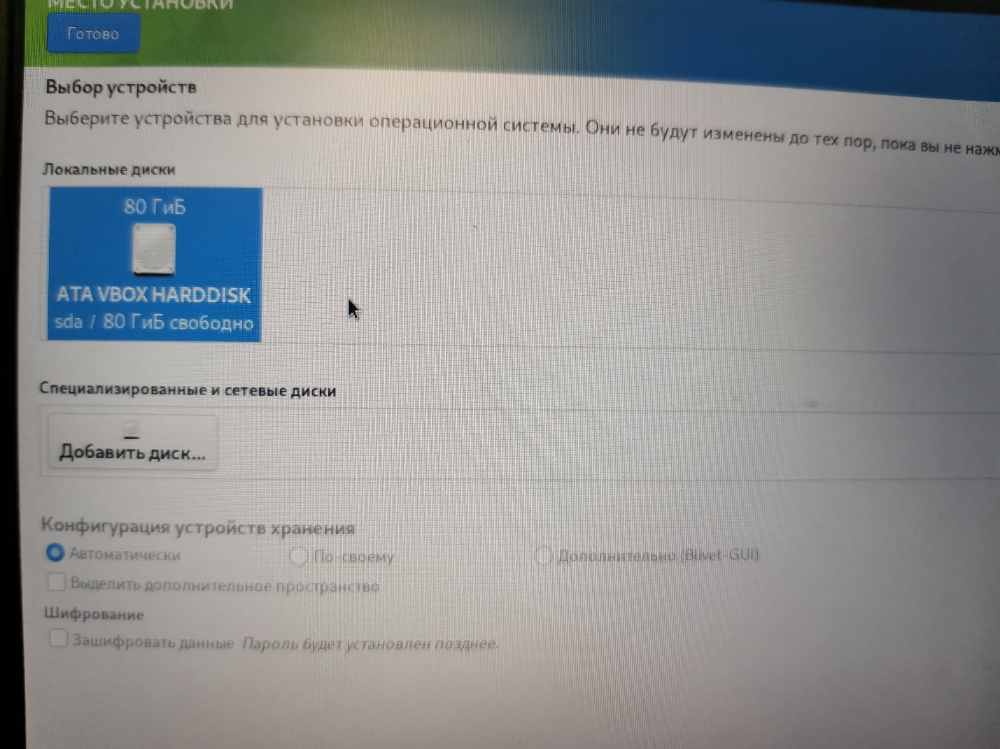 МЕСТО УСТАНОВКИ
Готово
Выбор устройств
Выберите устройства для установки операционной системы. Они не будут изменены до тех пор, пока вы не
Локальные диски
80 ГиБ
ATA VBOX HARDDISK
sda / 80 ГиБ свободно
Специализированные и сетевые диски
Добавить диск...
Конфигурация устройств хранения
Автоматически По-своему Дополнительно (Blivet-GUI)
Выделить дополнительное пространство
Шифрование
Зашифровать данные Пароль будет установлен позднее.